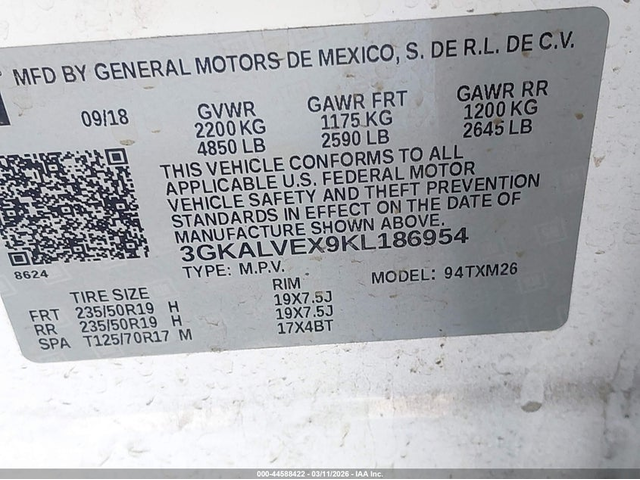 MFD BY GENERAL MOTORS DE MEXICO, S. DE R.L. DE C.V.
09/18 GVWR GAWR FRT GAWR RR
2200 KG 1175 KG 1200 KG
4850 LB 2590 LB 2645 LB
THIS VEHICLE CONFORMS TO ALL
APPLICABLE U.S. FEDERAL MOTOR
VEHICLE SAFETY AND THEFT PREVENTION
STANDARDS IN EFFECT ON THE DATE OF
MANUFACTURE SHOWN ABOVE.
3GKALVEX9KL186954
8624 TYPE: M.P.V. MODEL: 94TXM26
TIRE SIZE RIM
FRT 235/50R19 H 19X7.5J
RR 235/50R19 H 19X7.5J
SPA T125/70R17 M 17X4BT
000-44588422 - 03/11/2026 - IAA Inc.